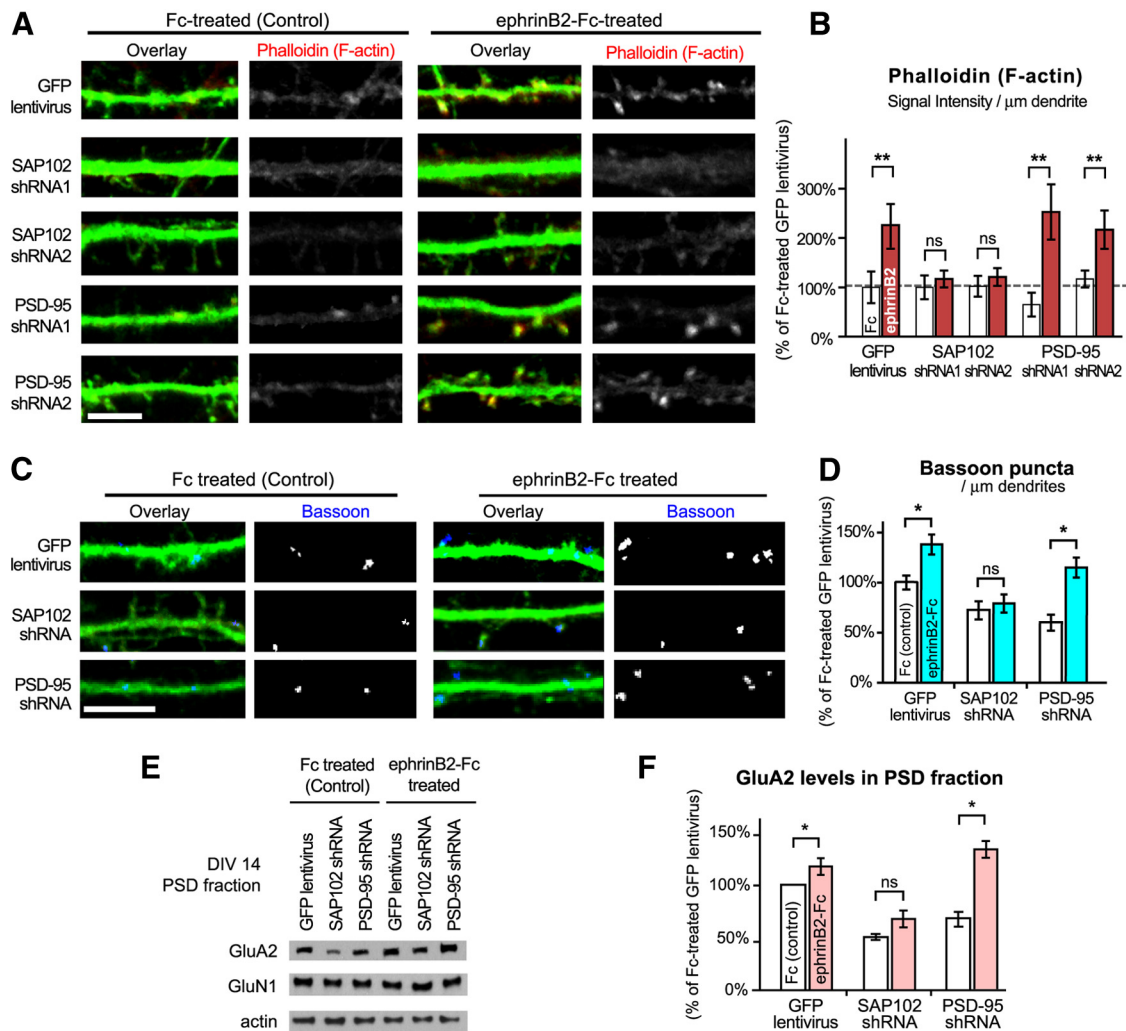 A
Fc-treated (Control)
ephrinB2-Fc-treated
Overlay
Phalloidin (F-actin)
Overlay
Phalloidin (F-actin)
GFP
lentivirus
SAP102
shRNA1
SAP102
shRNA2
PSD-95
shRNA1
PSD-95
shRNA2
B
Phalloidin (F-actin)
Signal Intensity / μm dendrite
(% of Fc-treated GFP lentivirus)
300%
200%
100%
0%
**
ns
ns
**
**
Fc
ephrinB2
GFP
lentivirus
SAP102
shRNA1 shRNA2
PSD-95
shRNA1 shRNA2
C
Fc treated (Control)
ephrinB2-Fc treated
Overlay
Bassoon
Overlay
Bassoon
GFP
lentivirus
SAP102
shRNA
PSD-95
shRNA
D
Bassoon puncta
/ μm dendrites
(% of Fc-treated GFP lentivirus)
150%
100%
50%
0%
*
ns
*
Fc (control)
ephrinB2-Fc
GFP
lentivirus
SAP102
shRNA
PSD-95
shRNA
E
Fc treated
(Control)
ephrinB2-Fc
treated
DIV 14
PSD fraction
GFP lentivirus
SAP102 shRNA
PSD-95 shRNA
GFP lentivirus
SAP102 shRNA
PSD-95 shRNA
GluA2
GluN1
actin
F
GluA2 levels in PSD fraction
(% of Fc-treated GFP lentivirus)
150%
100%
50%
0%
*
ns
*
Fc (control)
ephrinB2-Fc
GFP
lentivirus
SAP102
shRNA
PSD-95
shRNA